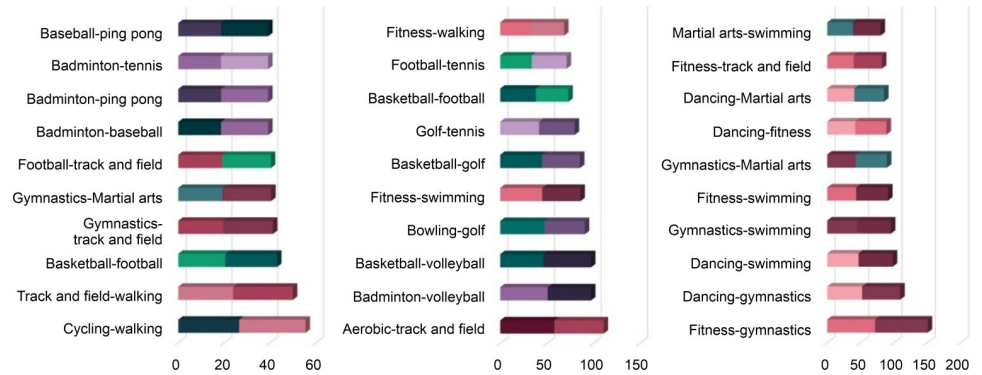 Baseball-ping pong
Badminton-tennis
Badminton-ping pong
Badminton-baseball
Football-track and field
Gymnastics-Martial arts
Gymnastics-
track and field
Basketball-football
Track and field-walking
Cycling-walking
0 20 40 60
Fitness-walking
Football-tennis
Basketball-football
Golf-tennis
Basketball-golf
Fitness-swimming
Bowling-golf
Basketball-volleyball
Badminton-volleyball
Aerobic-track and field
0 50 100 150
Martial arts-swimming
Fitness-track and field
Dancing-Martial arts
Dancing-fitness
Gymnastics-Martial arts
Fitness-swimming
Gymnastics-swimming
Dancing-swimming
Dancing-gymnastics
Fitness-gymnastics
0 50 100 150 200